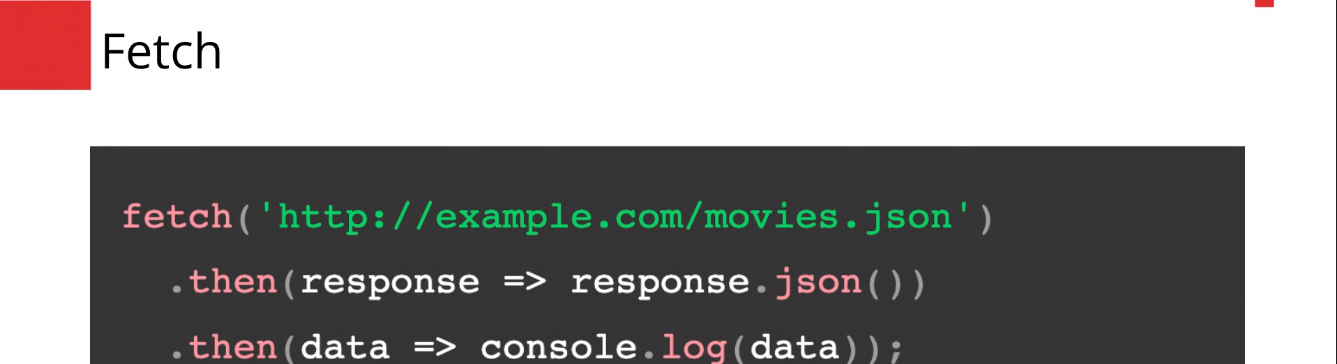 Fetch
fetch('http://example.com/movies.json')
.then(response => response.json())
.then(data => console.log(data));